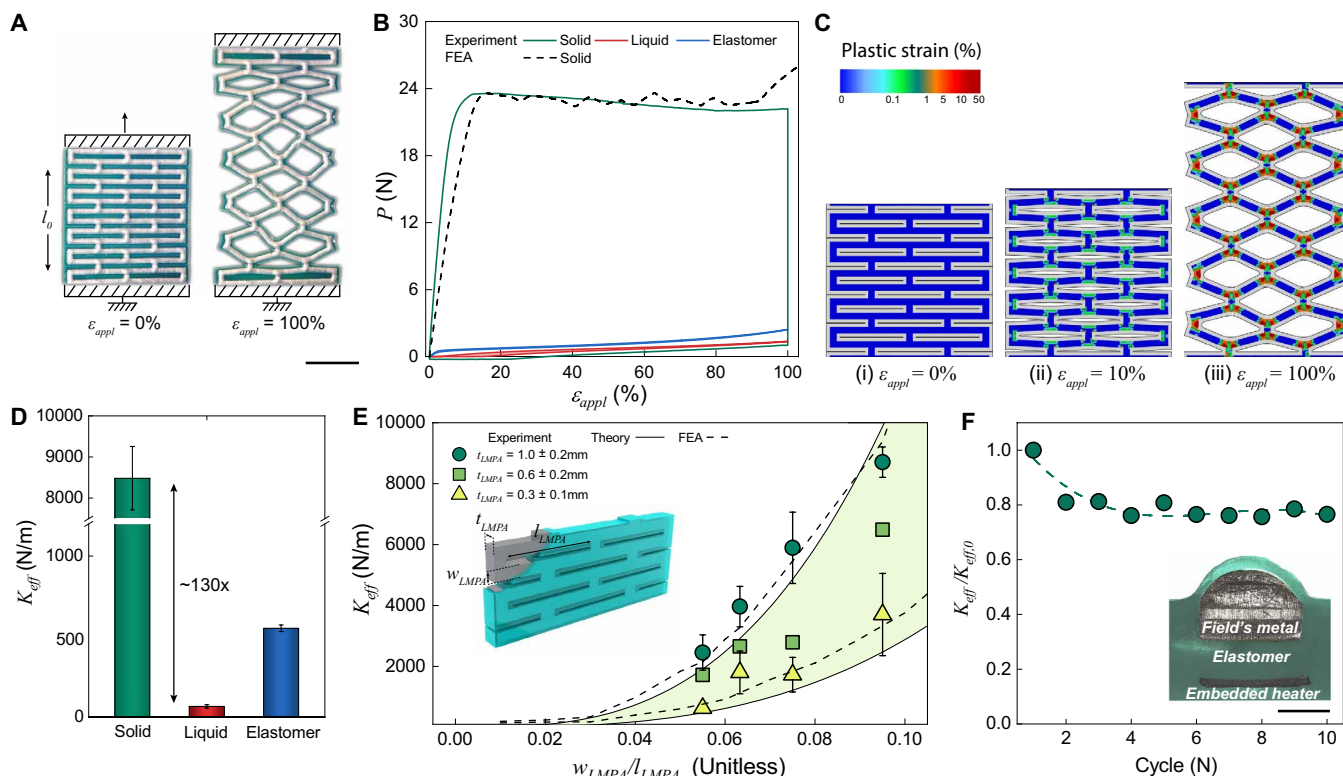 A
l0
εappl = 0%
εappl = 100%
B
30
24
18
12
6
0
P (N)
Experiment Solid Liquid Elastomer
FEA Solid
0 20 40 60 80 100
εappl (%)
C
Plastic strain (%)
0 0.1 1 5 10 50
(i) εappl = 0%
(ii) εappl = 10%
(iii) εappl = 100%
D
10000
9000
8000
1000
500
0
Keff (N/m)
~130x
Solid Liquid Elastomer
E
10000
8000
6000
4000
2000
Keff (N/m)
Experiment Theory FEA
tLMPA = 1.0 ± 0.2mm
tLMPA = 0.6 ± 0.2mm
tLMPA = 0.3 ± 0.1mm
tLMPA
lLMPA
wLMPA
0.00 0.02 0.04 0.06 0.08 0.10
wLMPA/lLMPA (Unitless)
F
1.0
0.8
0.6
0.4
0.2
0.0
Keff/Keff,0
Field's metal
Elastomer
Embedded heater
2 4 6 8 10
Cycle (N)